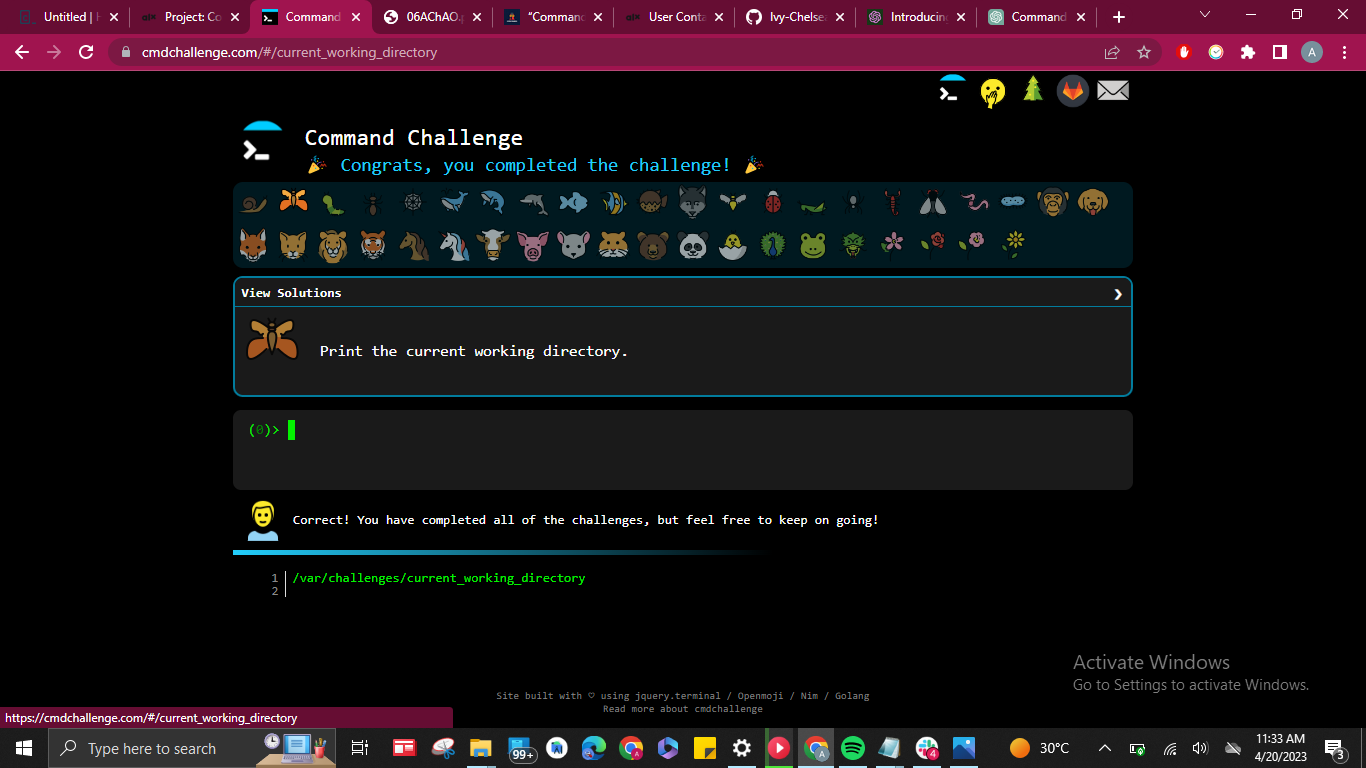 Untitled |
Project: Co
Command
06AChAO.
"Comman
User Conta
Ivy-Chelse
Introducin
Command
cmdchallenge.com/#/current_working_directory
A
Command Challenge
Congrats, you completed the challenge!
View Solutions
Print the current working directory.
(0)>
Correct! You have completed all of the challenges, but feel free to keep on going!
1 /var/challenges/current_working_directory
2
Activate Windows
Go to Settings to activate Windows.
Site built with ♡ using jquery.terminal / Openmoji / Nim / Golang
Read more about cmdchallenge
https://cmdchallenge.com/#/current_working_directory
Type here to search
99+
A
4
30°C
11:33 AM
4/20/2023
3